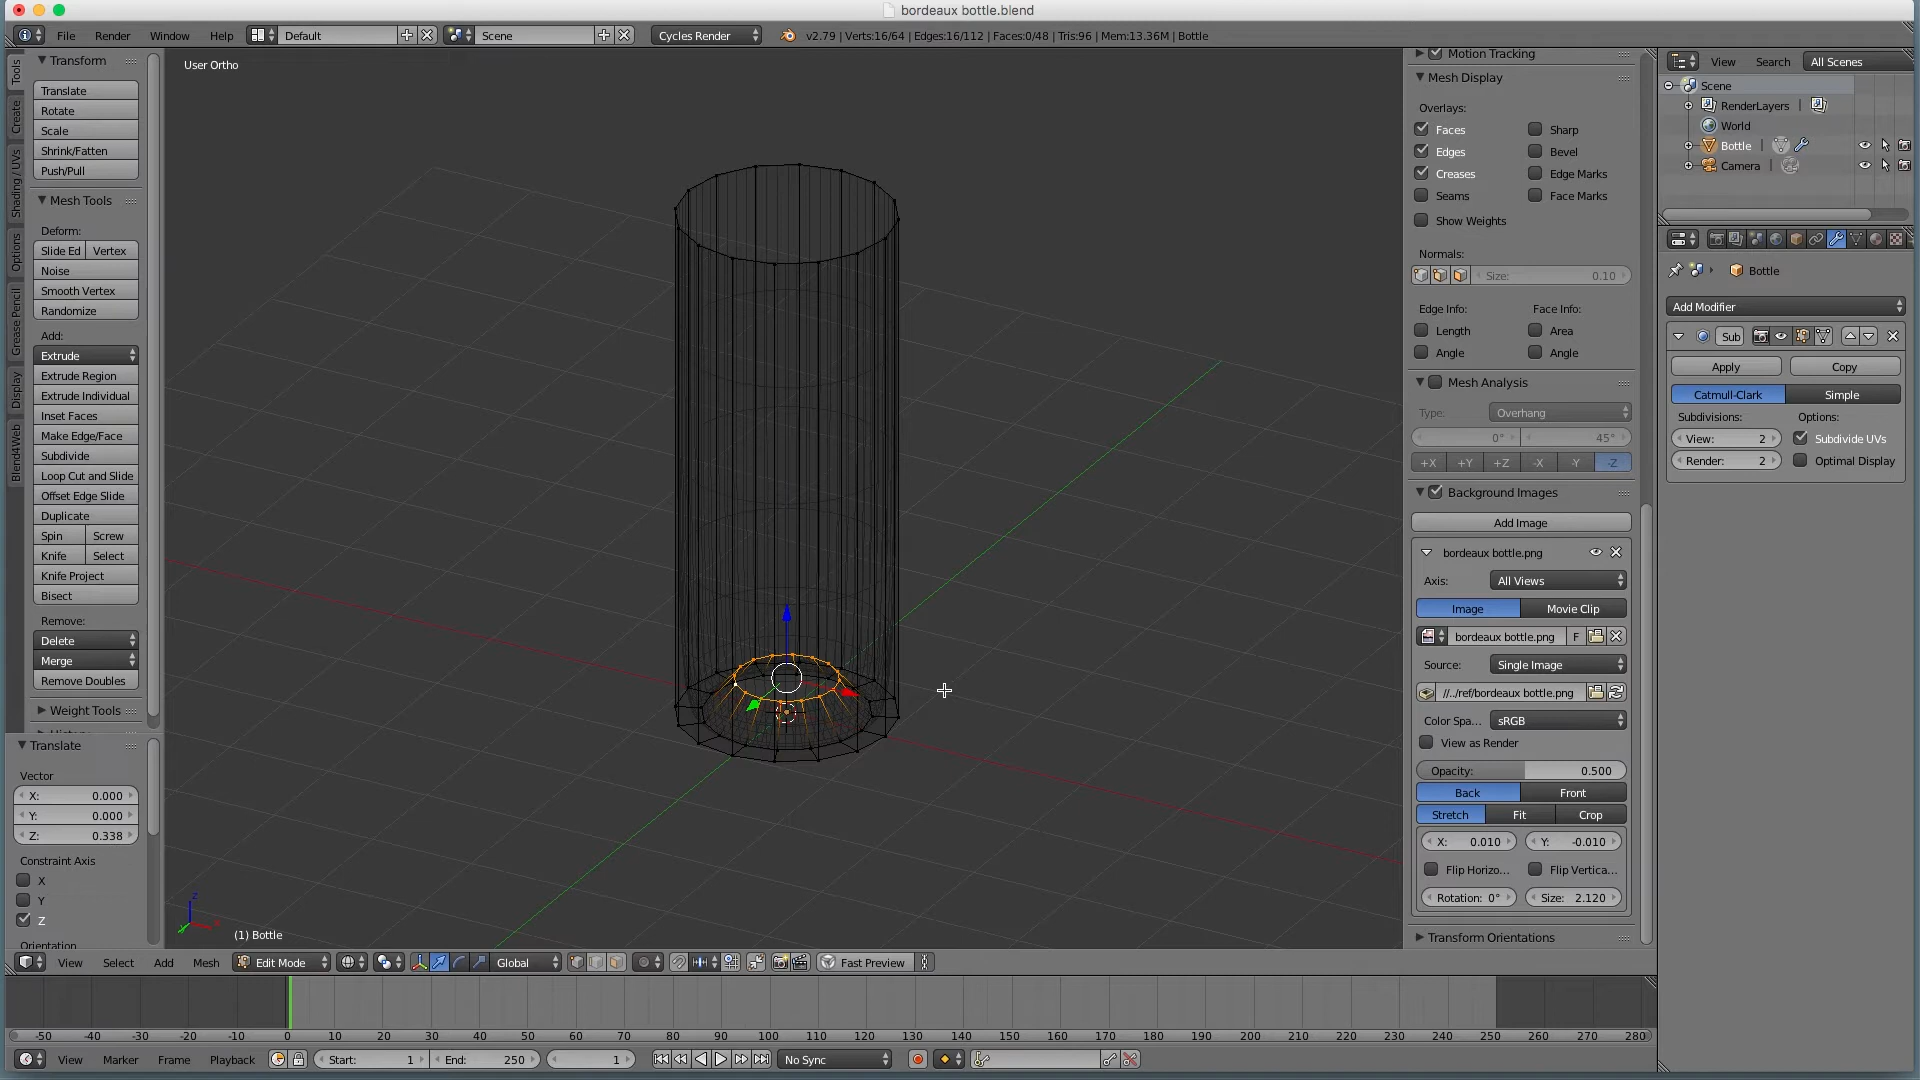 bordeaux bottle.blend
File Render Window Help Default Scene Cycles Render v2.79 | Verts:16/64 | Edges:16/112 | Faces:0/48 | Tris:96 | Mem:13.36M | Bottle
Tools
Create
Shading / UVs
Options
Grease Pencil
Display
Blend4Web
Transform
Translate
Rotate
Scale
Shrink/Fatten
Push/Pull
Mesh Tools
Deform:
Slide Ed Vertex
Noise
Smooth Vertex
Randomize
Add:
Extrude
Extrude Region
Extrude Individual
Inset Faces
Make Edge/Face
Subdivide
Loop Cut and Slide
Offset Edge Slide
Duplicate
Spin Screw
Knife Select
Knife Project
Bisect
Remove:
Delete
Merge
Remove Doubles
Weight Tools
Translate
Vector
X: 0.000
Y: 0.000
Z: 0.338
Constraint Axis
X
Y
Z
Orientation
User Ortho
(1) Bottle
Motion Tracking
Mesh Display
Overlays:
Faces Sharp
Edges Bevel
Creases Edge Marks
Seams Face Marks
Show Weights
Normals:
Size: 0.10
Edge Info: Face Info:
Length Area
Angle Angle
Mesh Analysis
Type: Overhang
0° 45°
+X +Y +Z -X -Y -Z
Background Images
Add Image
bordeaux bottle.png
Axis: All Views
Image Movie Clip
bordeaux bottle.png F
Source: Single Image
//../ref/bordeaux bottle.png
Color Spa... sRGB
View as Render
Opacity: 0.500
Back Front
Stretch Fit Crop
X: 0.010 Y: -0.010
Flip Horizo... Flip Vertica...
Rotation: 0° Size: 2.120
Transform Orientations
View Search All Scenes
Scene
RenderLayers
World
Bottle
Camera
Bottle
Add Modifier
Sub
Apply Copy
Catmull-Clark Simple
Subdivisions: Options:
View: 2 Subdivide UVs
Render: 2 Optimal Display
View Select Add Mesh Edit Mode Global Fast Preview
-50 -40 -30 -20 -10 0 10 20 30 40 50 60 70 80 90 100 110 120 130 140 150 160 170 180 190 200 210 220 230 240 250 260 270 280
View Marker Frame Playback Start: 1 End: 250 1 No Sync